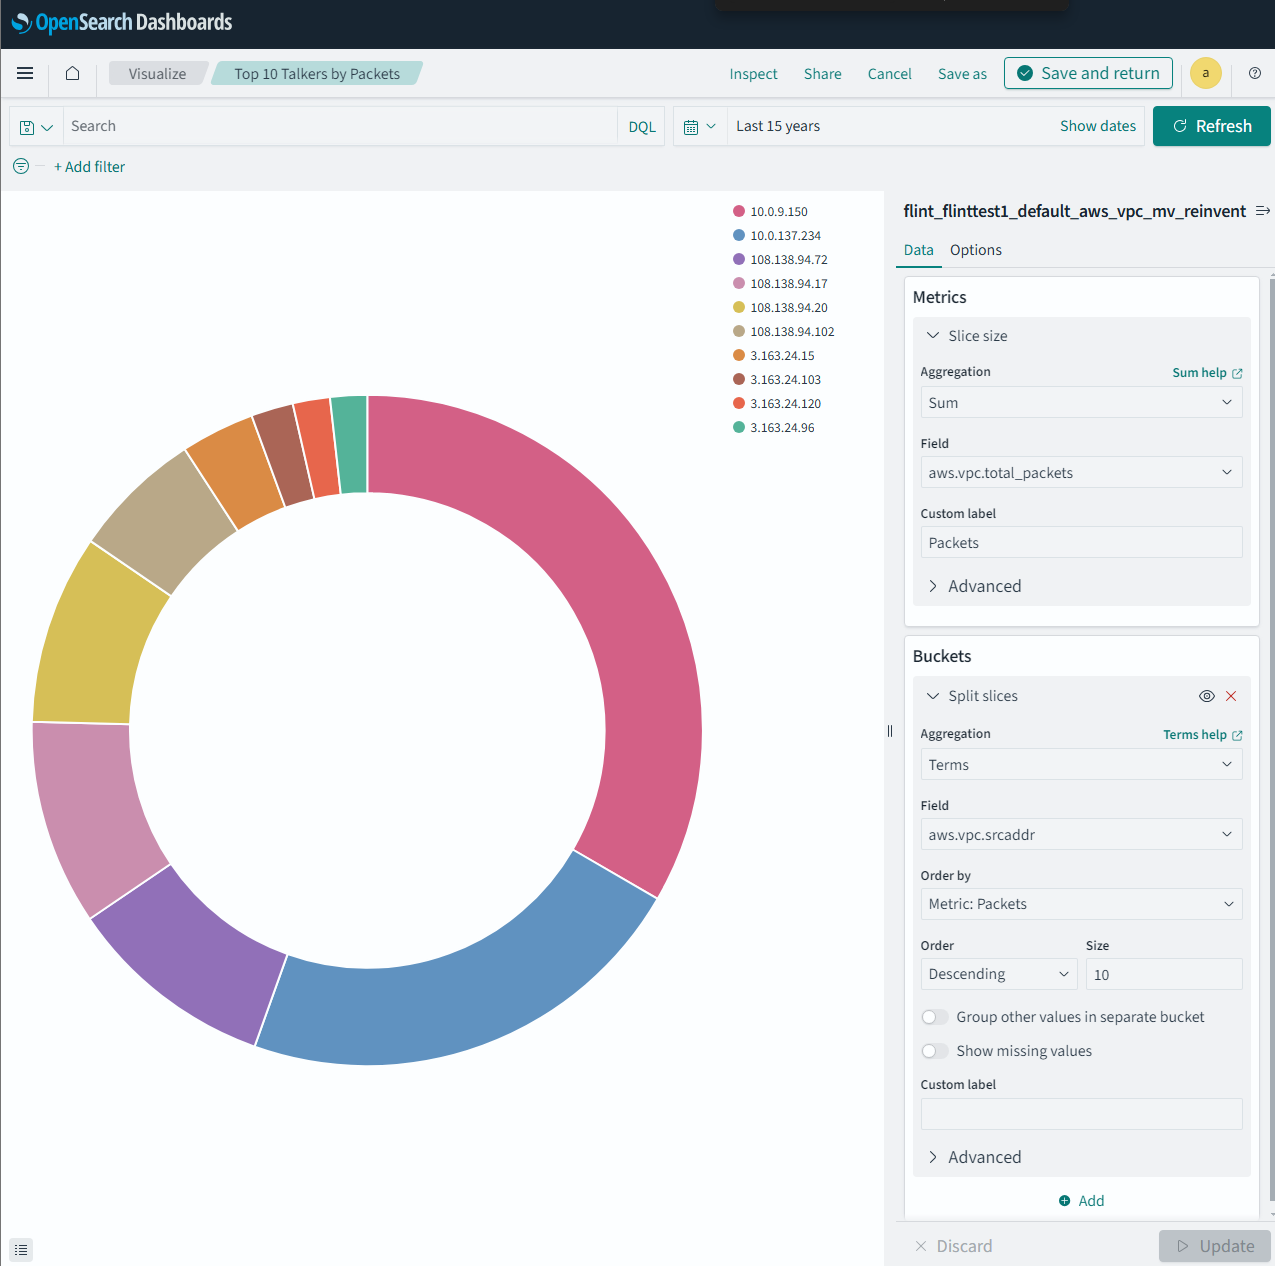 OpenSearch Dashboards
Visualize
Top 10 Talkers by Packets
Inspect
Share
Cancel
Save as
Save and return
a
Search
DQL
Last 15 years
Show dates
Refresh
+ Add filter
10.0.9.150
10.0.137.234
108.138.94.72
108.138.94.17
108.138.94.20
108.138.94.102
3.163.24.15
3.163.24.103
3.163.24.120
3.163.24.96
flint_flinttest1_default_aws_vpc_mv_reinvent
Data
Options
Metrics
Slice size
Aggregation
Sum help
Sum
Field
aws.vpc.total_packets
Custom label
Packets
Advanced
Buckets
Split slices
Aggregation
Terms help
Terms
Field
aws.vpc.srcaddr
Order by
Metric: Packets
Order
Size
Descending
10
Group other values in separate bucket
Show missing values
Custom label
Advanced
Add
Discard
Update